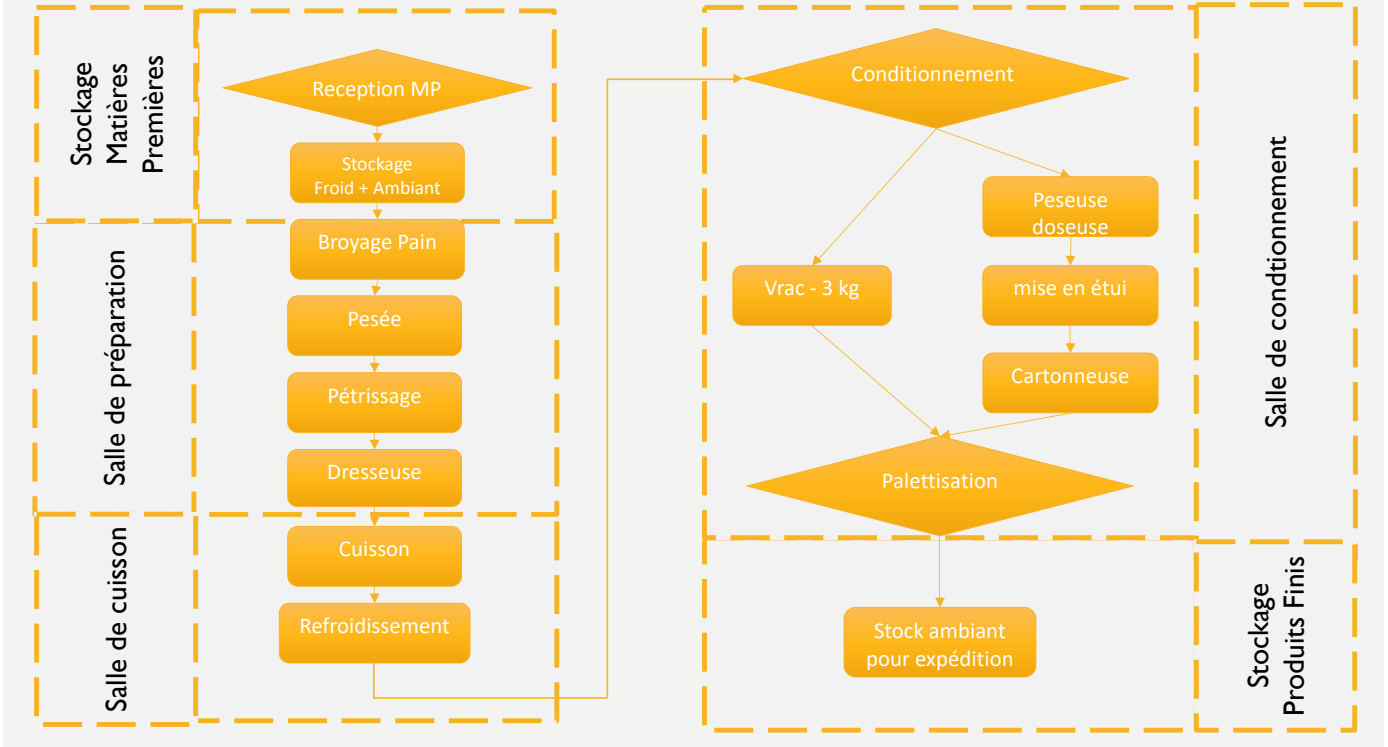 Stockage
Matières
Premières
Reception MP
Stockage
Froid + Ambiant
Salle de préparation
Broyage Pain
Pesée
Pétrissage
Dresseuse
Salle de cuisson
Cuisson
Refroidissement
Conditionnement
Peseuse
doseuse
Vrac - 3 kg
mise en étui
Cartonneuse
Palettisation
Salle de condtionnement
Stock ambiant
pour expédition
Stockage
Produits Finis